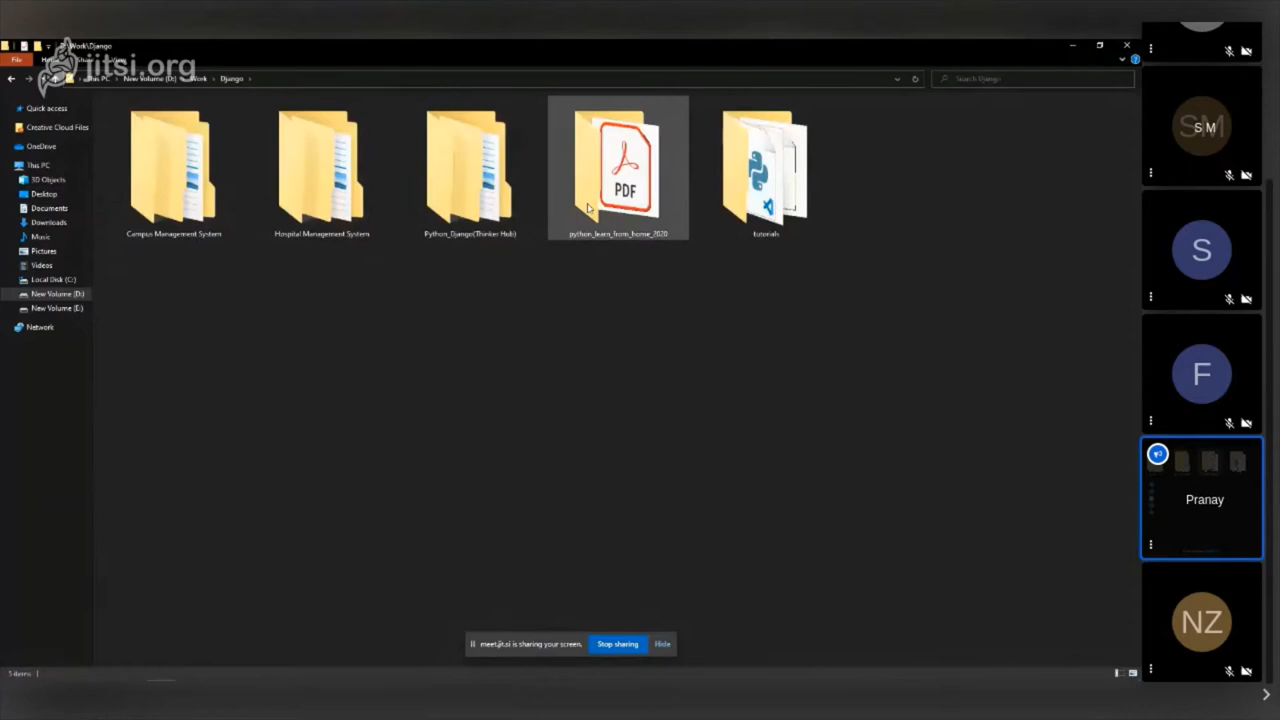 D:\Work\Django
jitsi.org
File
This PC
New Volume (D:)
Work
Django
Search Django
Quick access
Creative Cloud Files
OneDrive
This PC
3D Objects
Desktop
Documents
Downloads
Music
Pictures
Videos
Local Disk (C:)
New Volume (D:)
New Volume (E:)
Network
Campus Management System
Hospital Management System
Python_Django(Thinker Hub)
PDF
python_learn_from_home_2020
tutorials
SM
S M
S
F
Pranay
NZ
meet.jit.si is sharing your screen.
Stop sharing
Hide
5 items